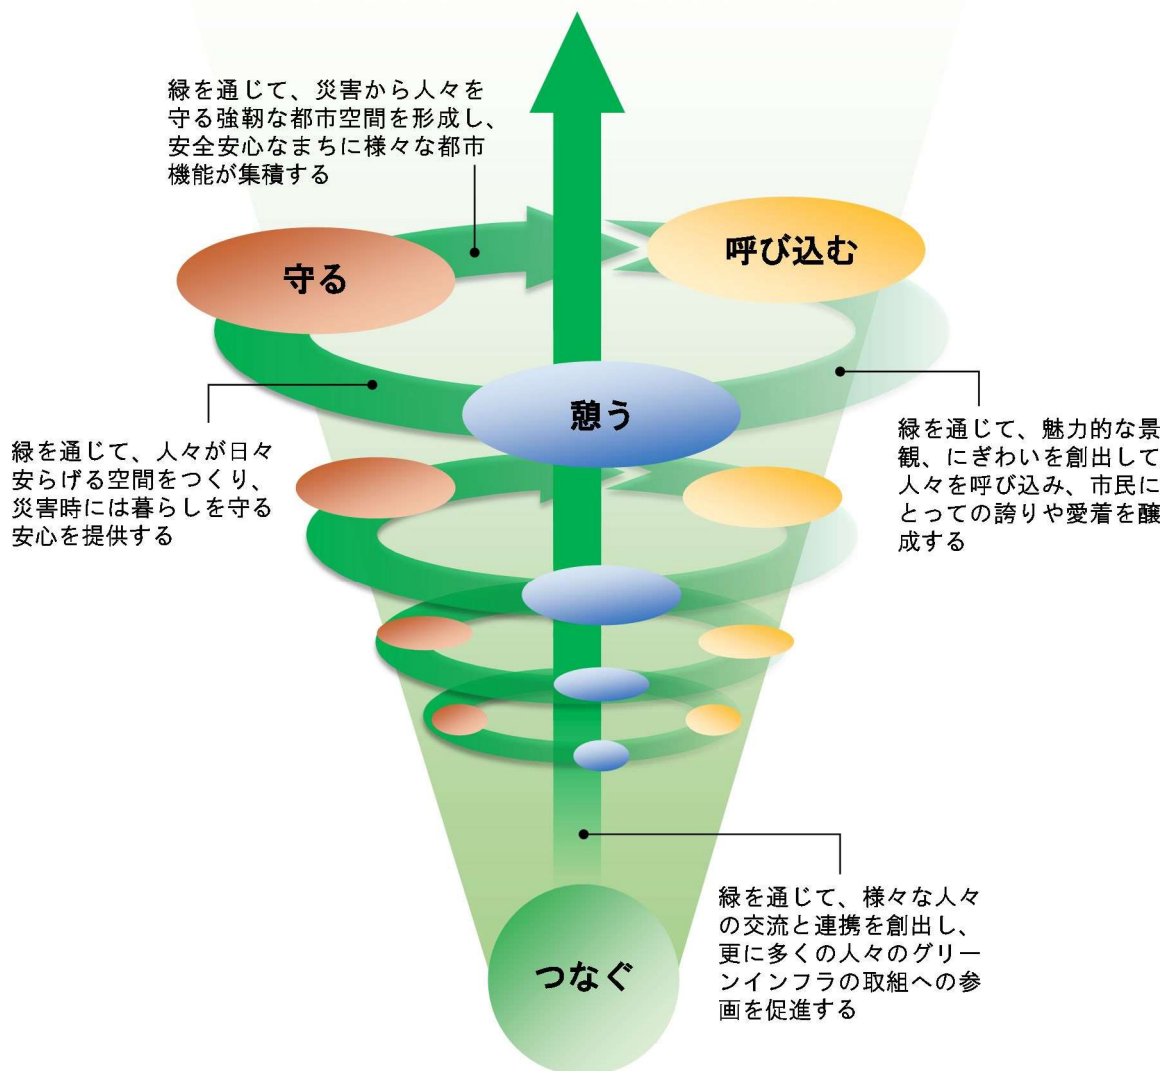 緑を通じて、災害から人々を
守る強靭な都市空間を形成し、
安全安心なまちに様々な都市
機能が集積する
守る
呼び込む
憩う
緑を通じて、人々が日々
安らげる空間をつくり、
災害時には暮らしを守る
安心を提供する
緑を通じて、魅力的な景
観、にぎわいを創出して
人々を呼び込み、市民に
とっての誇りや愛着を醸
成する
緑を通じて、様々な人々
の交流と連携を創出し、
更に多くの人々のグリー
ンインフラの取組への参
画を促進する
つなぐ